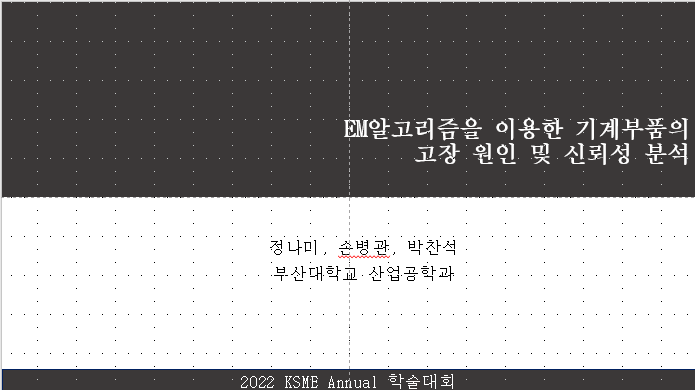 EM알고리즘을 이용한 기계부품의
고장 원인 및 신뢰성 분석
정나미, 손병관, 박찬석
부산대학교 산업공학과
2022 KSMB Annual 학술대회